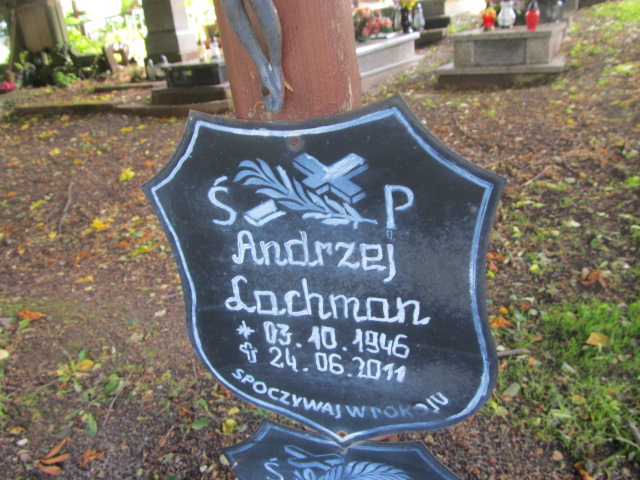 Ś P
Andrzej
Lachman
* 03.10.1946
✝ 24.06.2011
SPOCZYWAJ W POKOJU
Ś